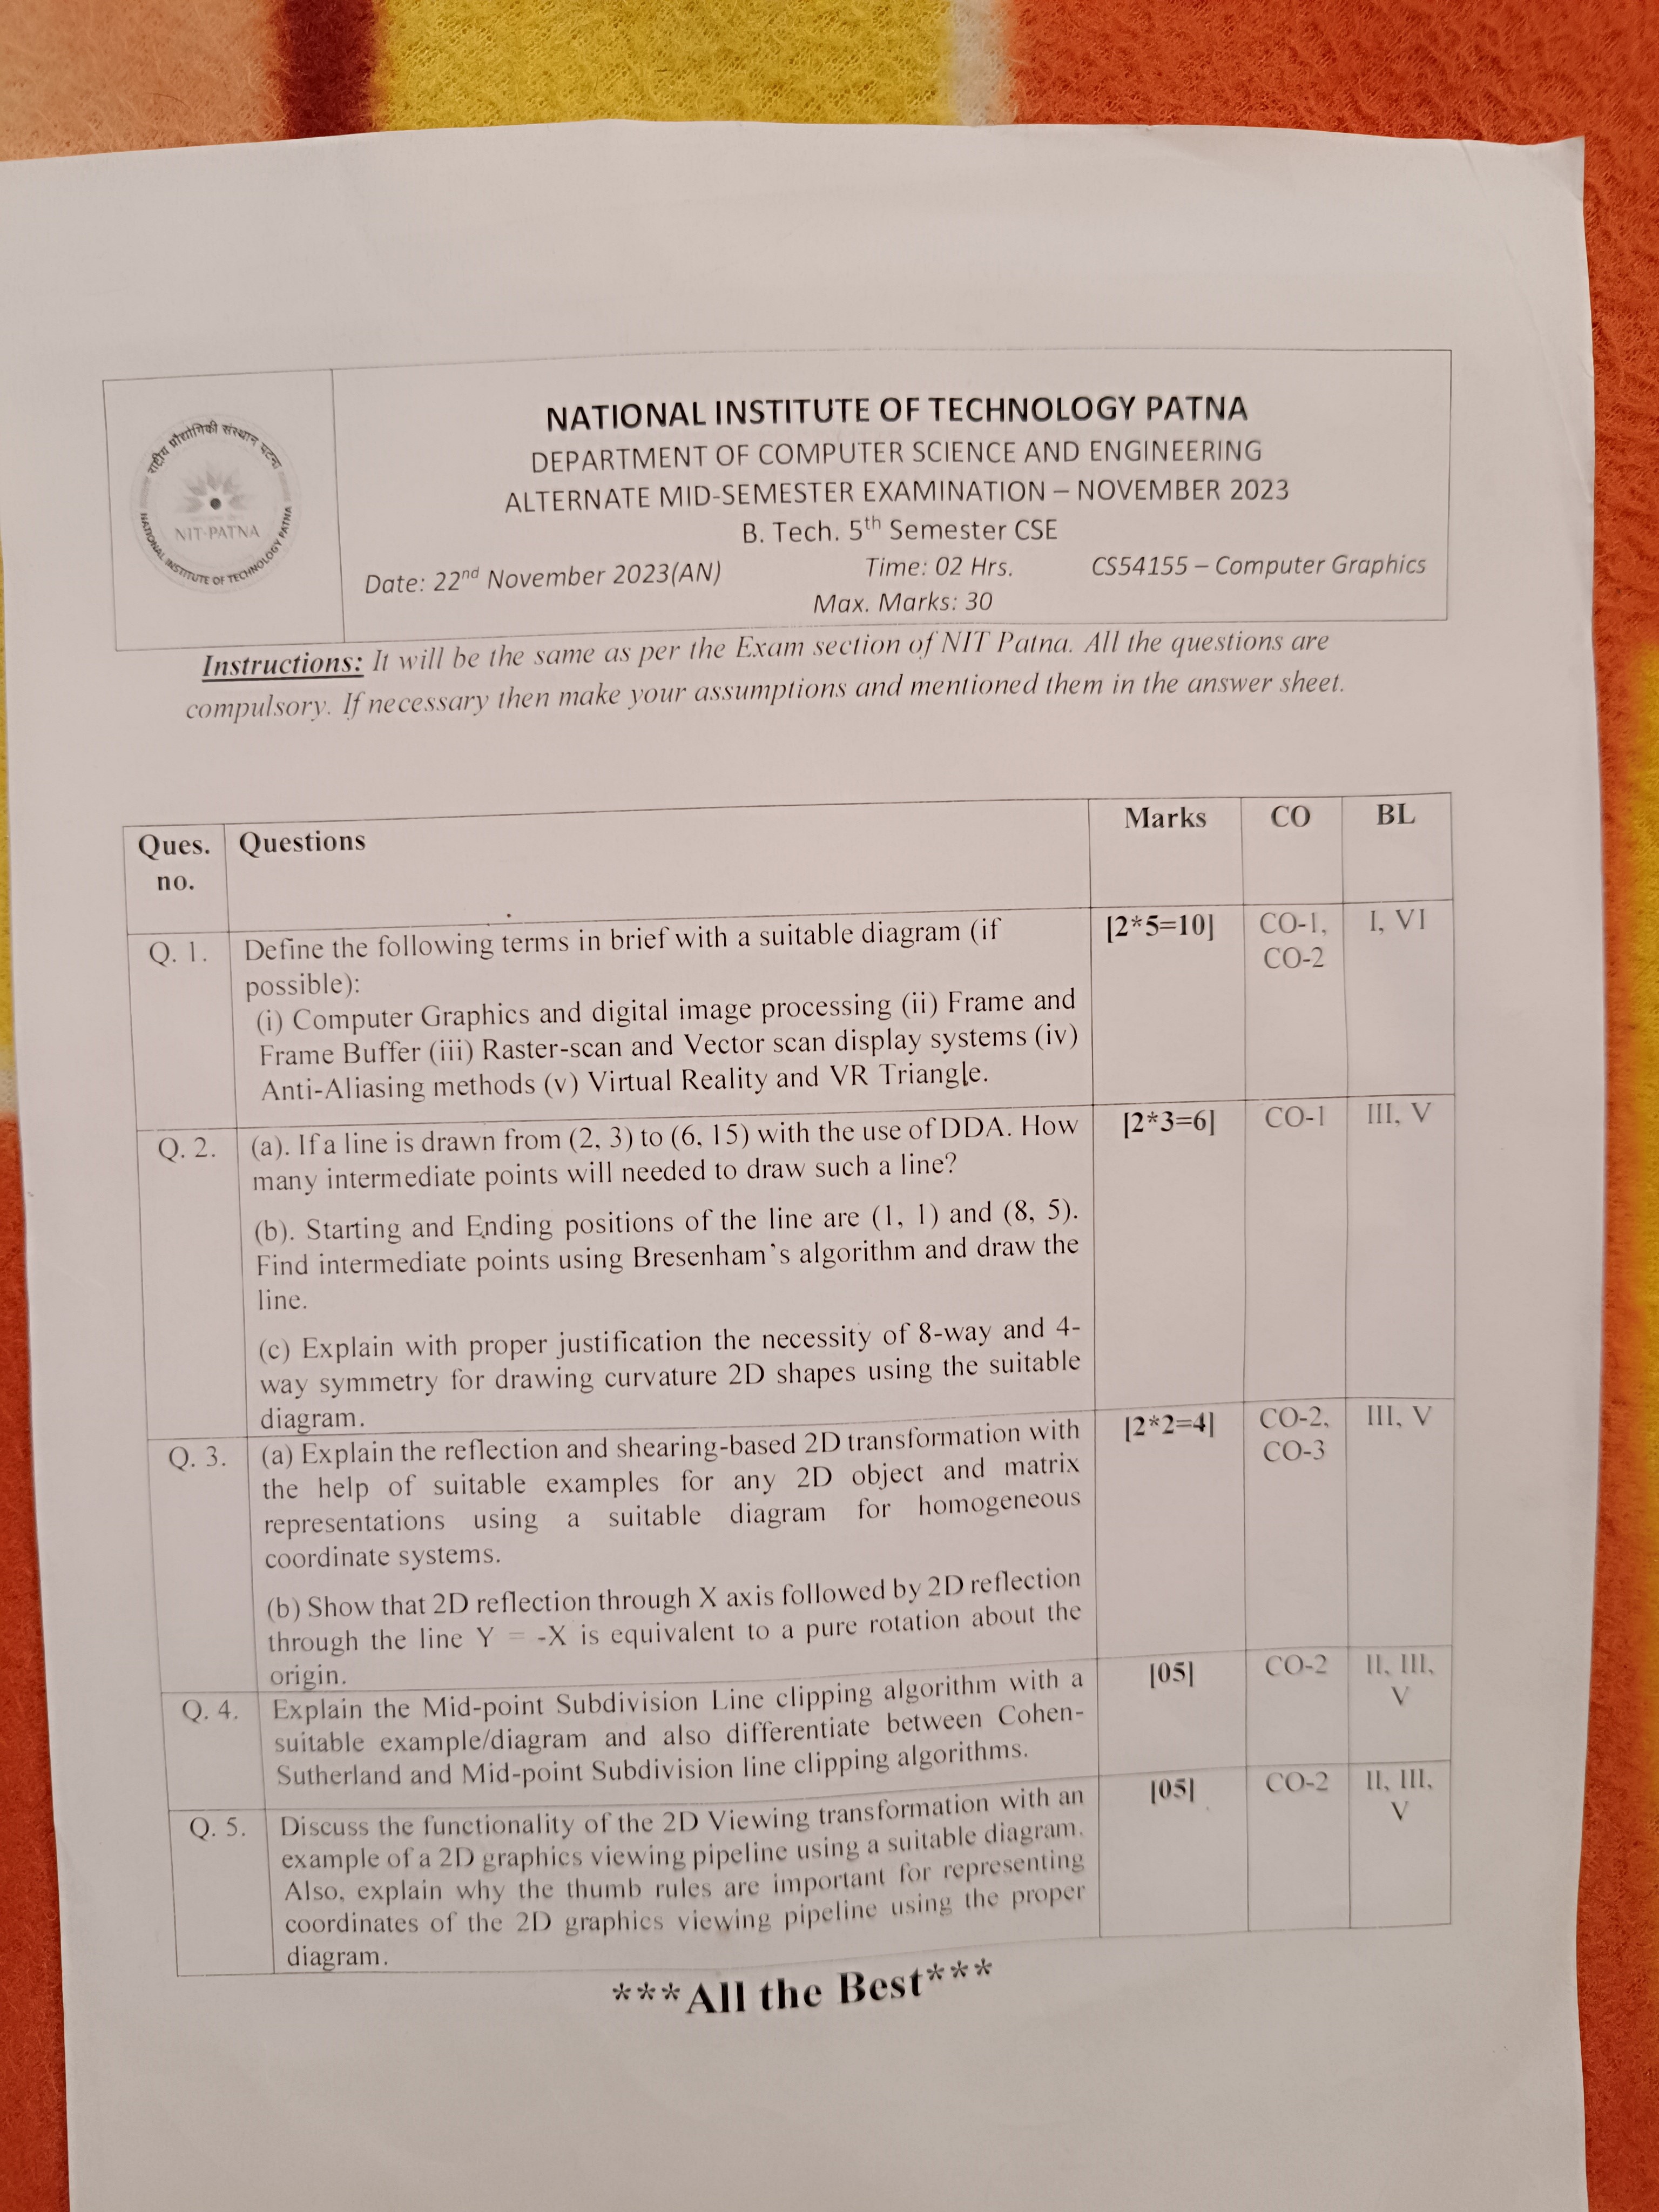 राष्ट्रीय प्रौद्योगिकी संस्थान पटना
NIT-PATNA
NATIONAL INSTITUTE OF TECHNOLOGY PATNA
NATIONAL INSTITUTE OF TECHNOLOGY PATNA
DEPARTMENT OF COMPUTER SCIENCE AND ENGINEERING
ALTERNATE MID-SEMESTER EXAMINATION – NOVEMBER 2023
B. Tech. 5th Semester CSE
Date: 22nd November 2023(AN) Time: 02 Hrs. CS54155 – Computer Graphics
Max. Marks: 30
Instructions: It will be the same as per the Exam section of NIT Patna. All the questions are
compulsory. If necessary then make your assumptions and mentioned them in the answer sheet.
Ques. no. Questions Marks CO BL
Q. 1. Define the following terms in brief with a suitable diagram (if [2*5=10] CO-1, I, VI
possible): CO-2
(i) Computer Graphics and digital image processing (ii) Frame and
Frame Buffer (iii) Raster-scan and Vector scan display systems (iv)
Anti-Aliasing methods (v) Virtual Reality and VR Triangle.
Q. 2. (a). If a line is drawn from (2, 3) to (6, 15) with the use of DDA. How [2*3=6] CO-1 III, V
many intermediate points will needed to draw such a line?
(b). Starting and Ending positions of the line are (1, 1) and (8, 5).
Find intermediate points using Bresenham`s algorithm and draw the
line.
(c) Explain with proper justification the necessity of 8-way and 4-
way symmetry for drawing curvature 2D shapes using the suitable
diagram.
Q. 3. (a) Explain the reflection and shearing-based 2D transformation with [2*2=4] CO-2, III, V
the help of suitable examples for any 2D object and matrix CO-3
representations using a suitable diagram for homogeneous
coordinate systems.
(b) Show that 2D reflection through X axis followed by 2D reflection
through the line Y = -X is equivalent to a pure rotation about the
origin.
Q. 4. Explain the Mid-point Subdivision Line clipping algorithm with a [05] CO-2 II, III,
suitable example/diagram and also differentiate between Cohen- V
Sutherland and Mid-point Subdivision line clipping algorithms.
Q. 5. Discuss the functionality of the 2D Viewing transformation with an [05] CO-2 II, III,
example of a 2D graphics viewing pipeline using a suitable diagram. V
Also, explain why the thumb rules are important for representing
coordinates of the 2D graphics viewing pipeline using the proper
diagram.
***All the Best***